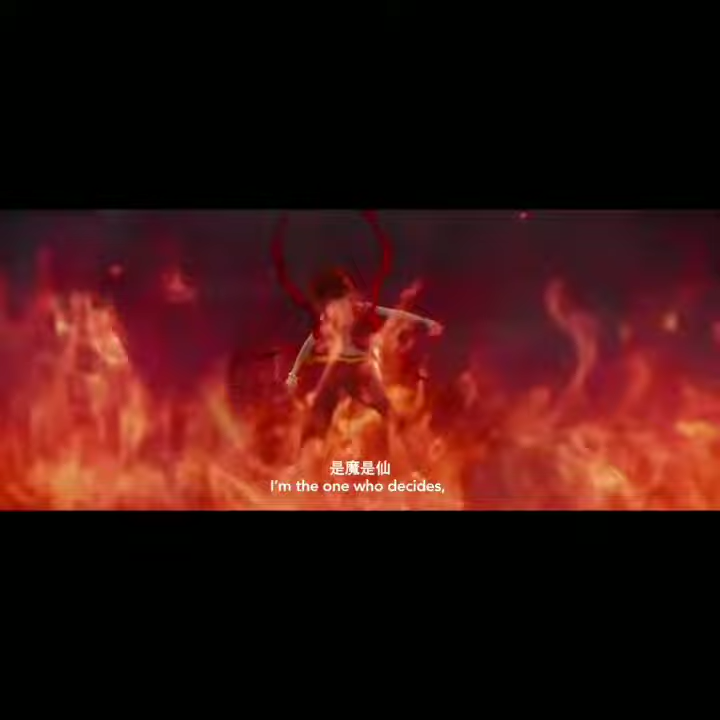 是魔是仙
I'm the one who decides,